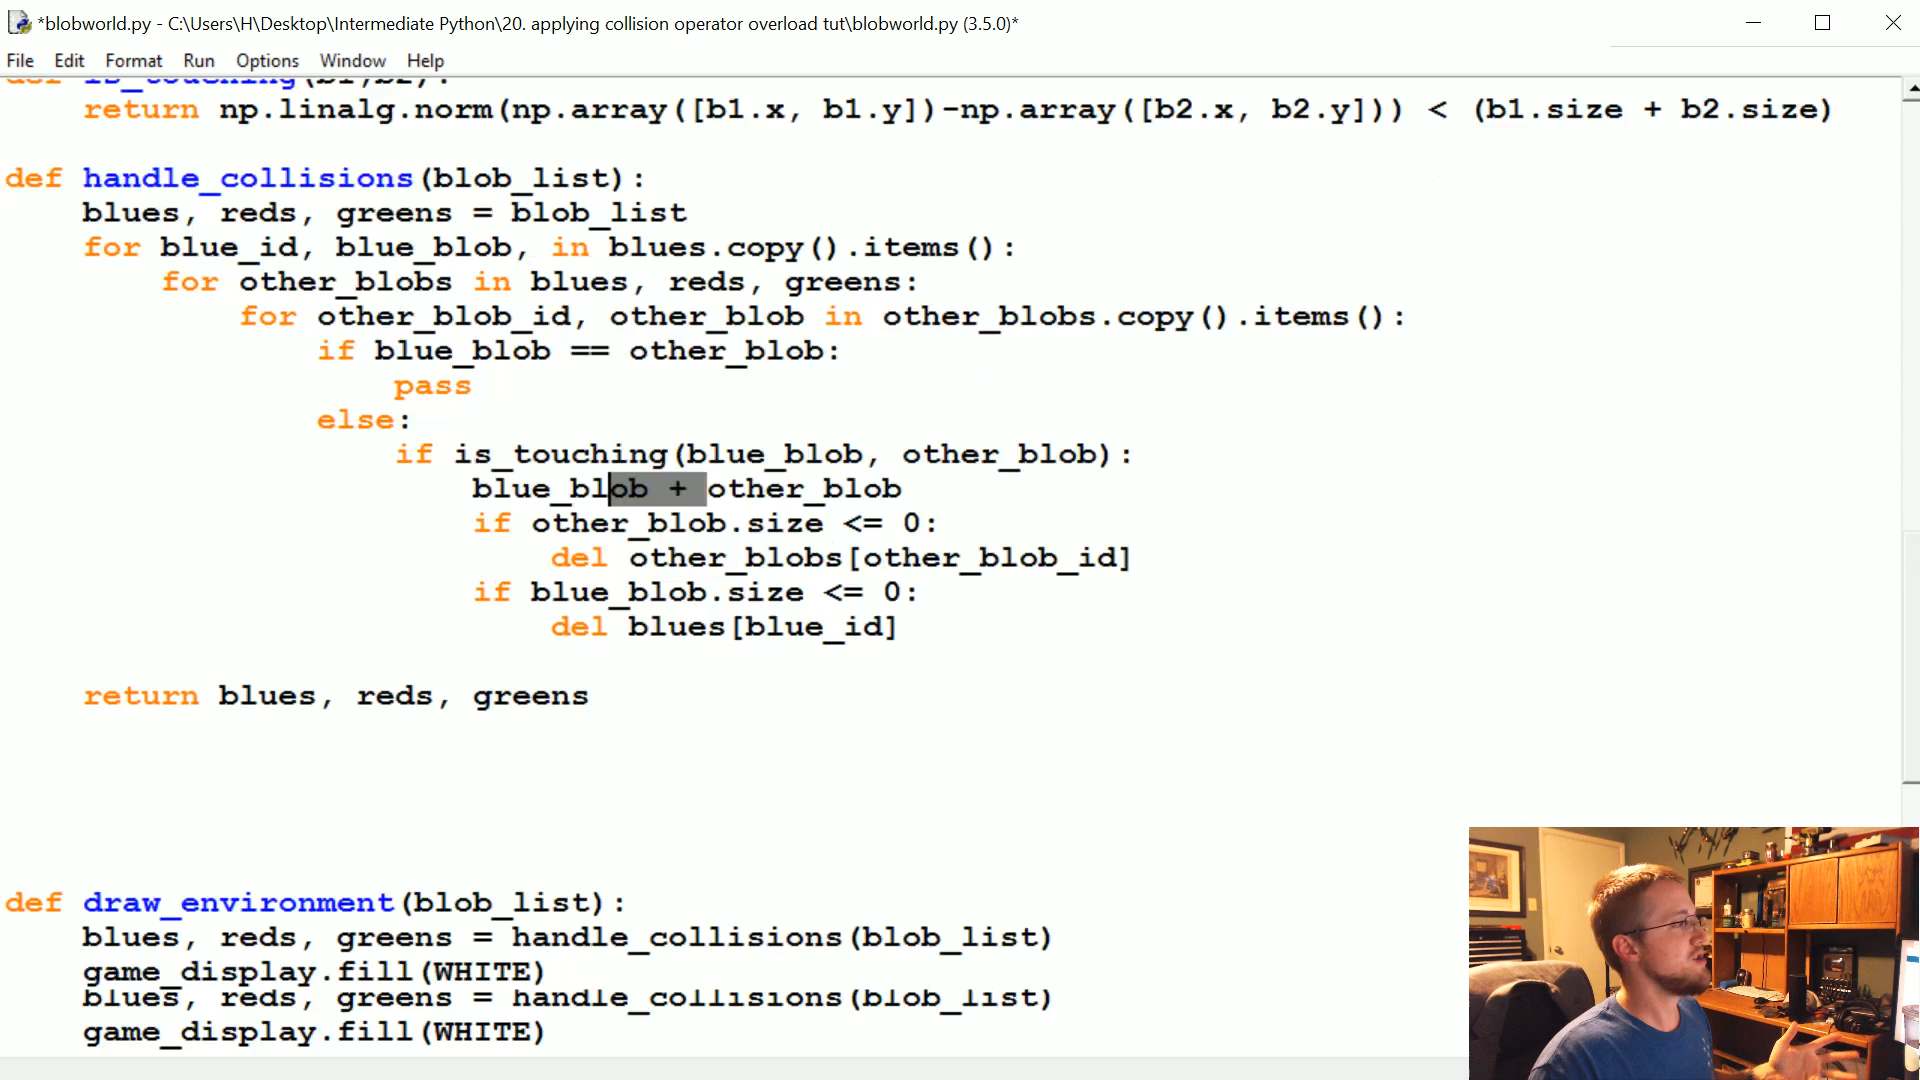 *blobworld.py - C:\Users\H\Desktop\Intermediate Python\20. applying collision operator overload tut\blobworld.py (3.5.0)*
File Edit Format Run Options Window Help
def is_touching(b1,b2):
return np.linalg.norm(np.array([b1.x, b1.y])-np.array([b2.x, b2.y])) < (b1.size + b2.size)
def handle_collisions(blob_list):
blues, reds, greens = blob_list
for blue_id, blue_blob, in blues.copy().items():
for other_blobs in blues, reds, greens:
for other_blob_id, other_blob in other_blobs.copy().items():
if blue_blob == other_blob:
pass
else:
if is_touching(blue_blob, other_blob):
blue_blob + other_blob
if other_blob.size <= 0:
del other_blobs[other_blob_id]
if blue_blob.size <= 0:
del blues[blue_id]
return blues, reds, greens
def draw_environment(blob_list):
blues, reds, greens = handle_collisions(blob_list)
game_display.fill(WHITE)
blues, reds, greens = handle_collisions(blob_list)
game_display.fill(WHITE)